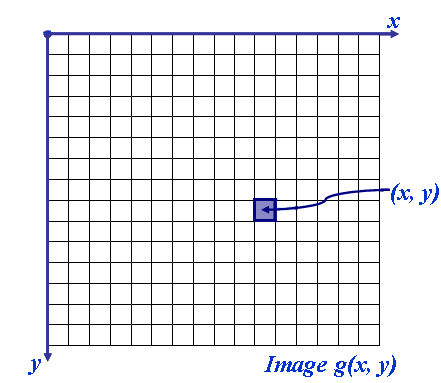 x
(x, y)
y
Image g(x, y)